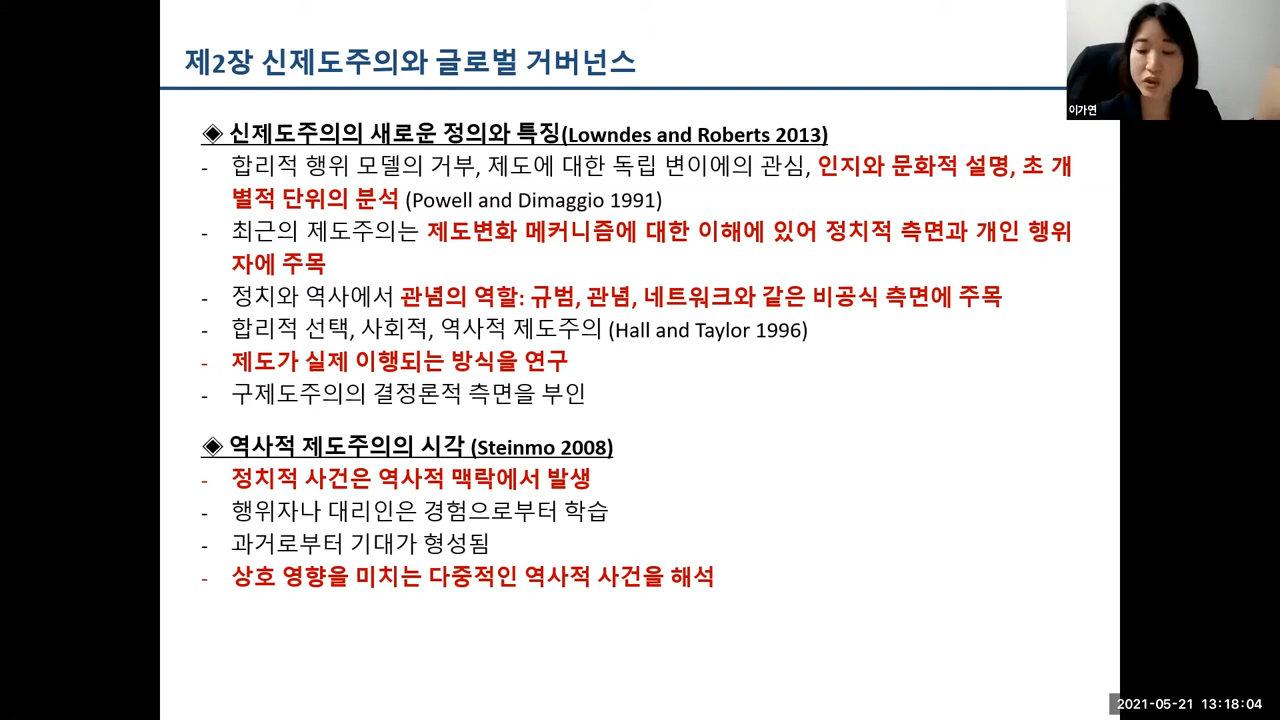 제2장 신제도주의와 글로벌 거버넌스
이가연
◈ 신제도주의의 새로운 정의와 특징(Lowndes and Roberts 2013)
- 합리적 행위 모델의 거부, 제도에 대한 독립 변이에의 관심, 인지와 문화적 설명, 초 개
별적 단위의 분석 (Powell and Dimaggio 1991)
- 최근의 제도주의는 제도변화 메커니즘에 대한 이해에 있어 정치적 측면과 개인 행위
자에 주목
- 정치와 역사에서 관념의 역할: 규범, 관념, 네트워크와 같은 비공식 측면에 주목
- 합리적 선택, 사회적, 역사적 제도주의 (Hall and Taylor 1996)
- 제도가 실제 이행되는 방식을 연구
- 구제도주의의 결정론적 측면을 부인
◈ 역사적 제도주의의 시각 (Steinmo 2008)
- 정치적 사건은 역사적 맥락에서 발생
- 행위자나 대리인은 경험으로부터 학습
- 과거로부터 기대가 형성됨
- 상호 영향을 미치는 다중적인 역사적 사건을 해석
2021-05-21 13:18:04